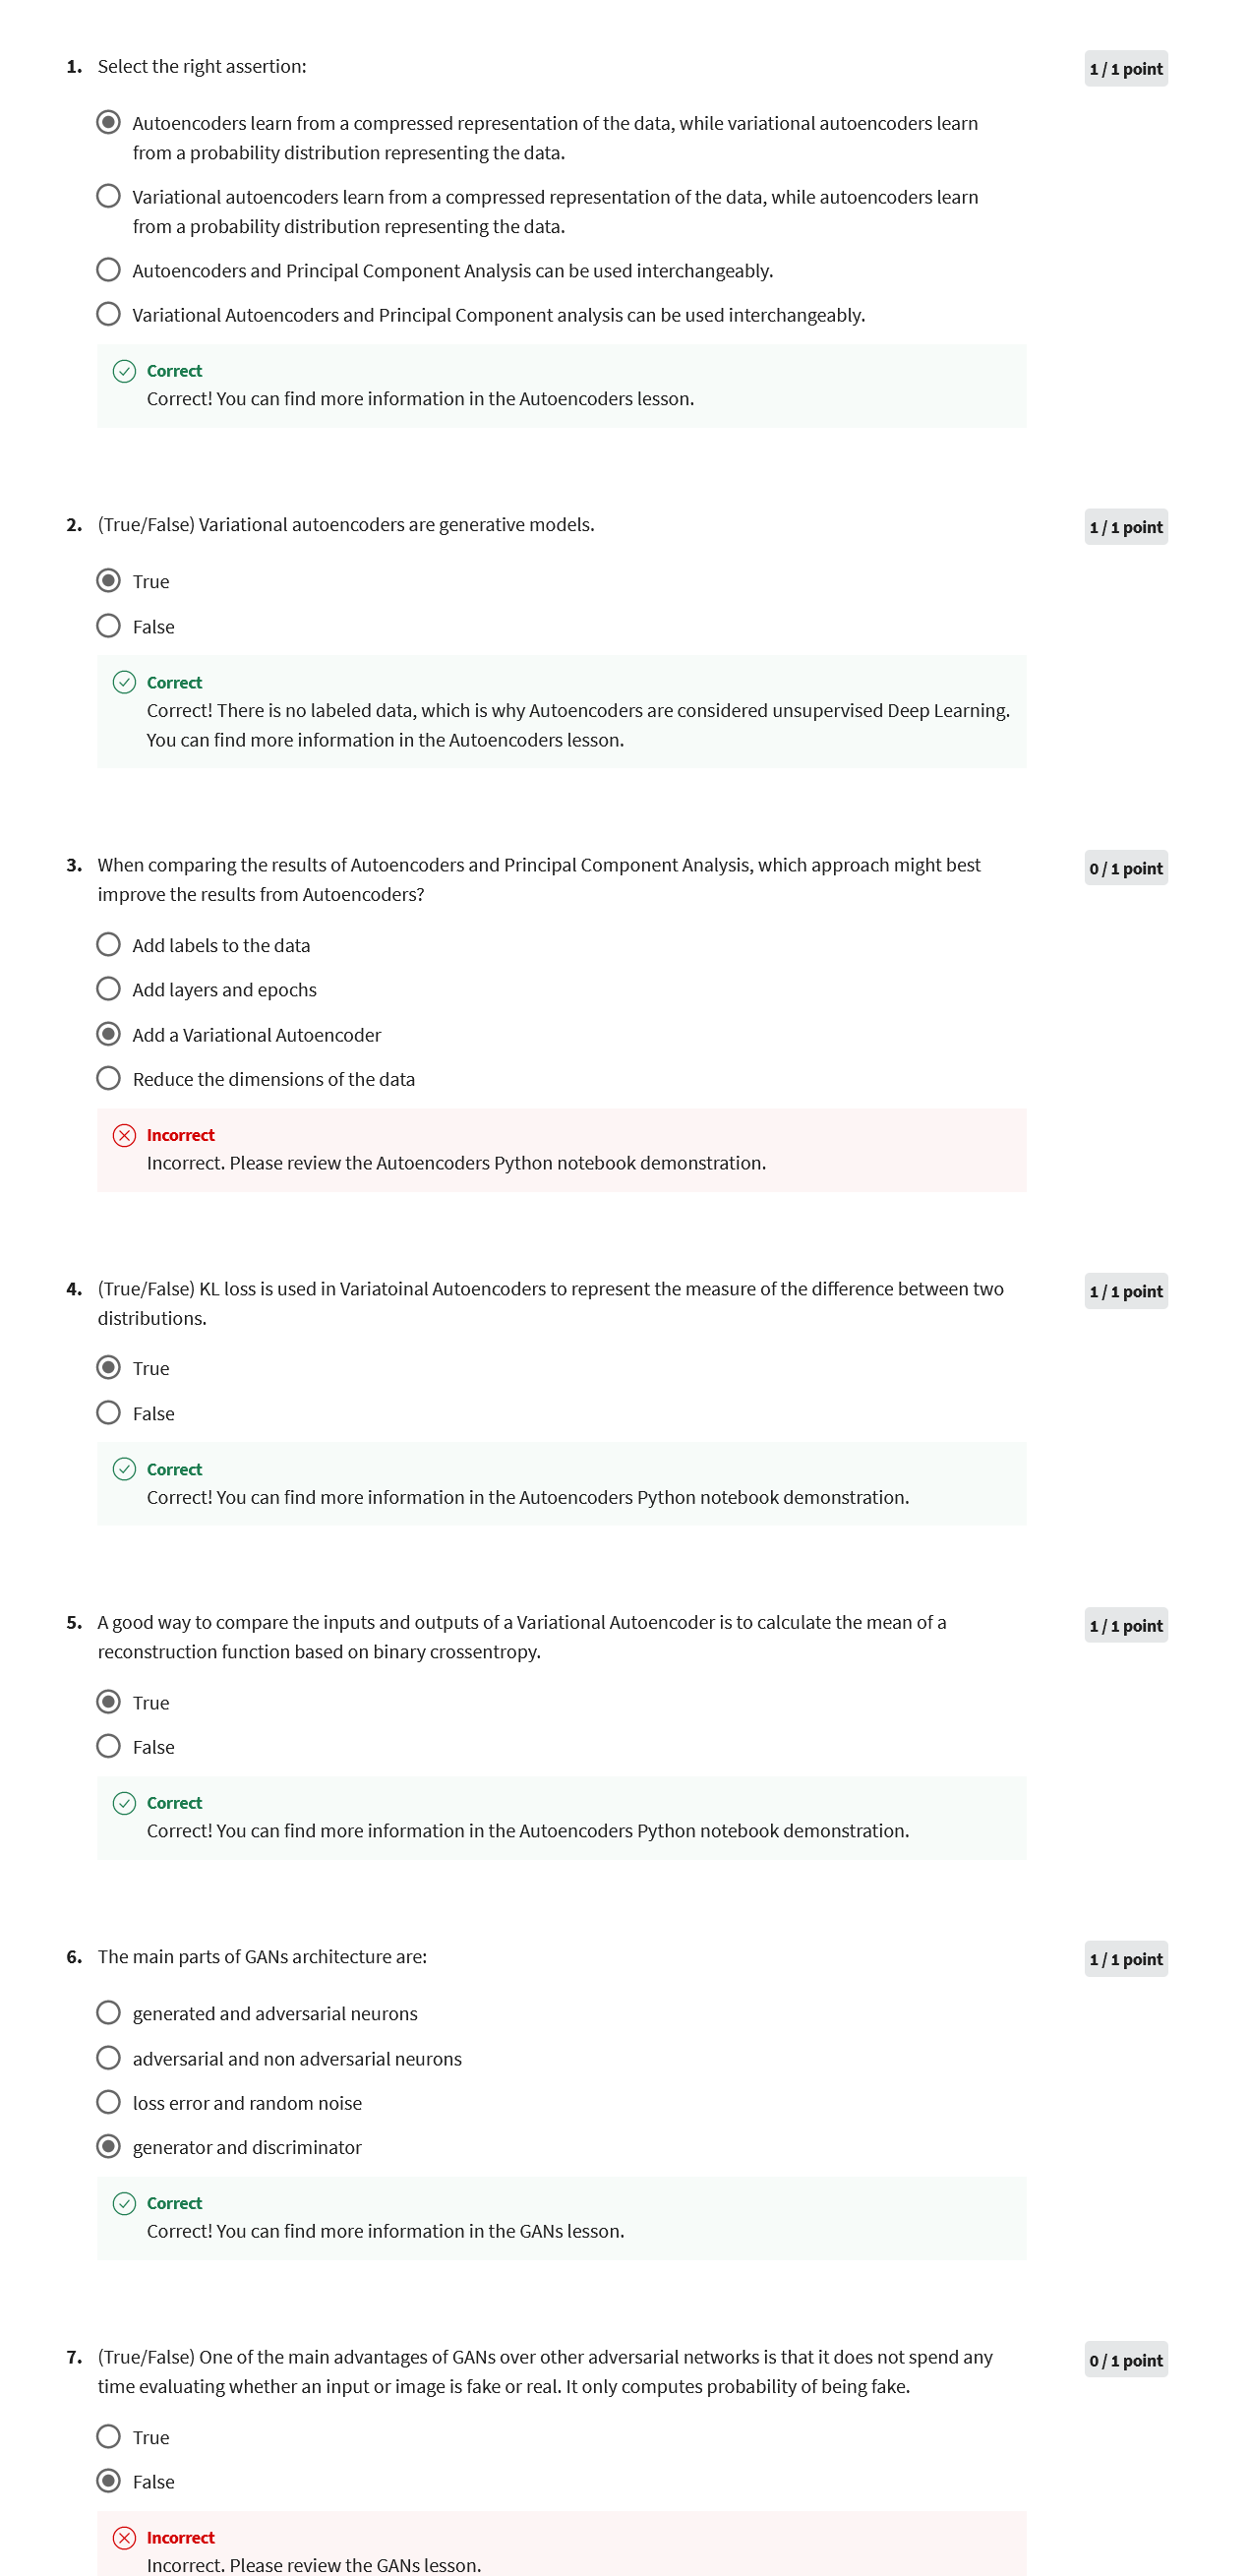 1. Select the right assertion:
1 / 1 point
Autoencoders learn from a compressed representation of the data, while variational autoencoders learn
from a probability distribution representing the data.
Variational autoencoders learn from a compressed representation of the data, while autoencoders learn
from a probability distribution representing the data.
Autoencoders and Principal Component Analysis can be used interchangeably.
Variational Autoencoders and Principal Component analysis can be used interchangeably.
Correct
Correct! You can find more information in the Autoencoders lesson.
2. (True/False) Variational autoencoders are generative models.
1 / 1 point
True
False
Correct
Correct! There is no labeled data, which is why Autoencoders are considered unsupervised Deep Learning.
You can find more information in the Autoencoders lesson.
3. When comparing the results of Autoencoders and Principal Component Analysis, which approach might best
improve the results from Autoencoders?
0 / 1 point
Add labels to the data
Add layers and epochs
Add a Variational Autoencoder
Reduce the dimensions of the data
Incorrect
Incorrect. Please review the Autoencoders Python notebook demonstration.
4. (True/False) KL loss is used in Variatoinal Autoencoders to represent the measure of the difference between two
distributions.
1 / 1 point
True
False
Correct
Correct! You can find more information in the Autoencoders Python notebook demonstration.
5. A good way to compare the inputs and outputs of a Variational Autoencoder is to calculate the mean of a
reconstruction function based on binary crossentropy.
1 / 1 point
True
False
Correct
Correct! You can find more information in the Autoencoders Python notebook demonstration.
6. The main parts of GANs architecture are:
1 / 1 point
generated and adversarial neurons
adversarial and non adversarial neurons
loss error and random noise
generator and discriminator
Correct
Correct! You can find more information in the GANs lesson.
7. (True/False) One of the main advantages of GANs over other adversarial networks is that it does not spend any
time evaluating whether an input or image is fake or real. It only computes probability of being fake.
0 / 1 point
True
False
Incorrect
Incorrect. Please review the GANs lesson.